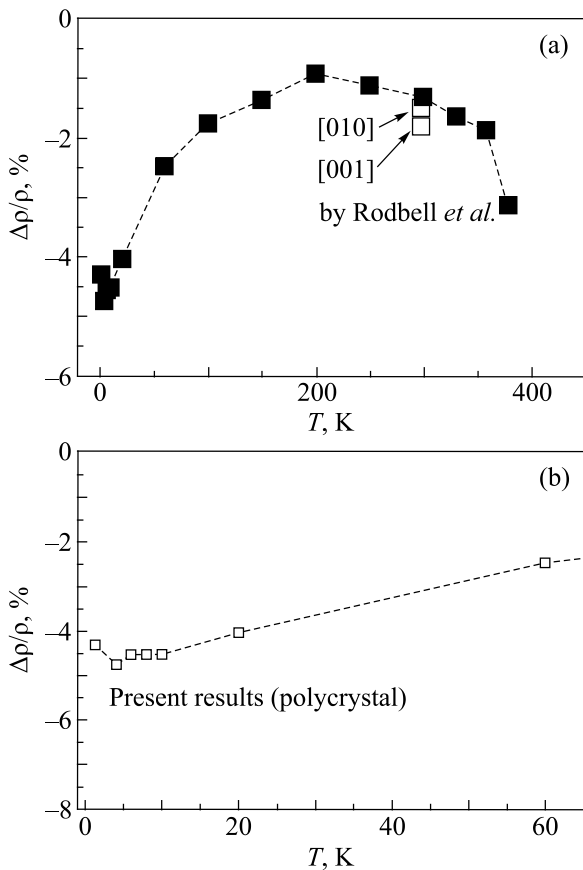 0
(a)
−2
[010]
[001]
by Rodbell et al.
−4
−6
Δρ/ρ, %
0
200
400
T, K
0
(b)
−2
−4
Present results (polycrystal)
−6
−8
Δρ/ρ, %
0
20
40
60
T, K